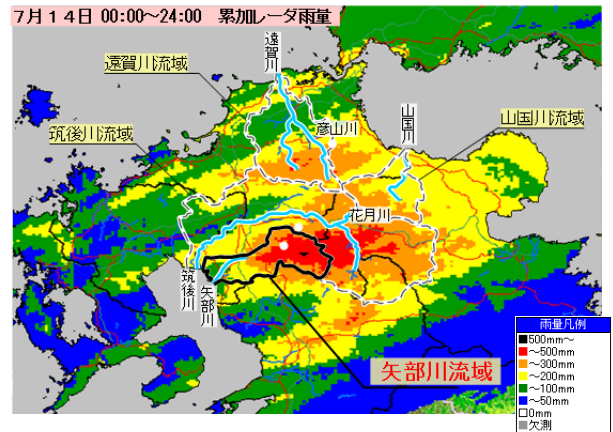 7月14日 00:00～24:00 累加レーダ雨量
遠賀川
遠賀川流域
彦山川
山国川
山国川流域
筑後川流域
花月川
筑後川
矢部川
矢部川流域
雨量凡例
500mm～
～500mm
～300mm
～200mm
～100mm
～50mm
0mm
欠測